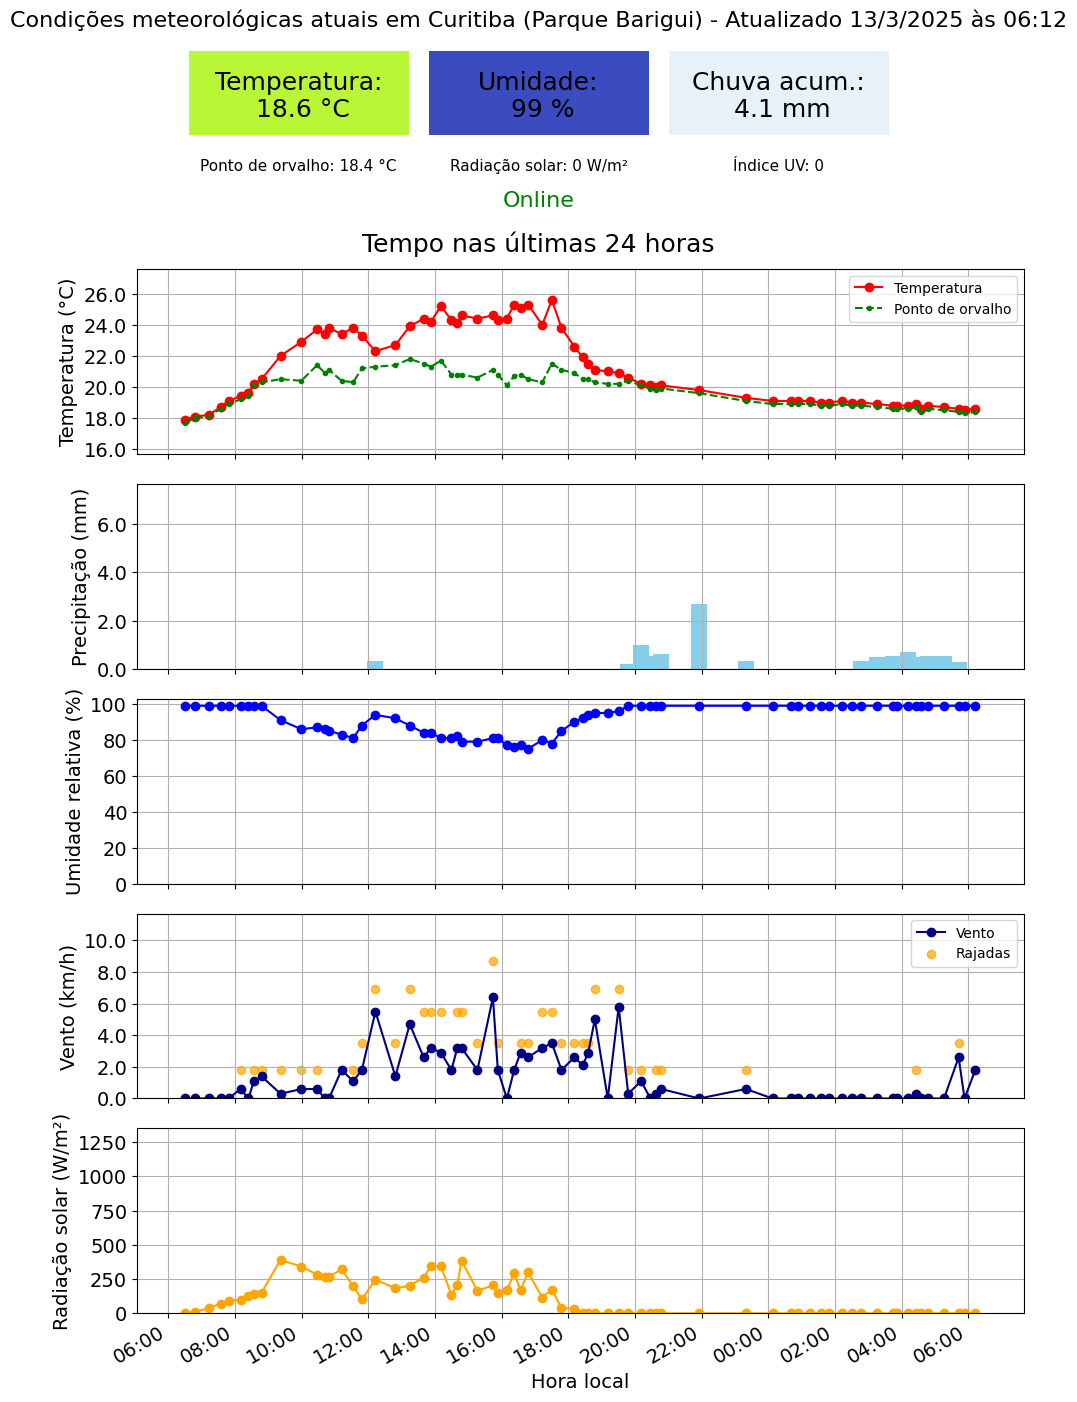 Condições meteorológicas atuais em Curitiba (Parque Barigui) - Atualizado 13/3/2025 às 06:12
Temperatura:
18.6 °C
Umidade:
99 %
Chuva acum.:
4.1 mm
Ponto de orvalho: 18.4 °C
Radiação solar: 0 W/m²
Índice UV: 0
Online
Tempo nas últimas 24 horas
Temperatura (°C)
26.0
24.0
22.0
20.0
18.0
16.0
Temperatura
Ponto de orvalho
Precipitação (mm)
6.0
4.0
2.0
0.0
Umidade relativa (%)
100
80
60
40
20
0
Vento (km/h)
10.0
8.0
6.0
4.0
2.0
0.0
Vento
Rajadas
Radiação solar (W/m²)
1250
1000
750
500
250
0
06:00
08:00
10:00
12:00
14:00
16:00
18:00
20:00
22:00
00:00
02:00
04:00
06:00
Hora local